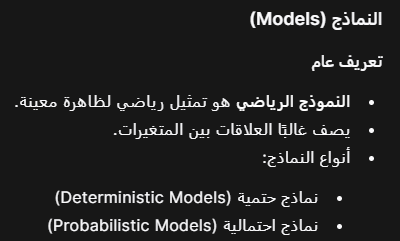 النماذج (Models)
تعريف عام
• النموذج الرياضي هو تمثيل رياضي لظاهرة معينة.
• يصف غالبًا العلاقات بين المتغيرات.
• أنواع النماذج:
• نماذج حتمية (Deterministic Models)
• نماذج احتمالية (Probabilistic Models)